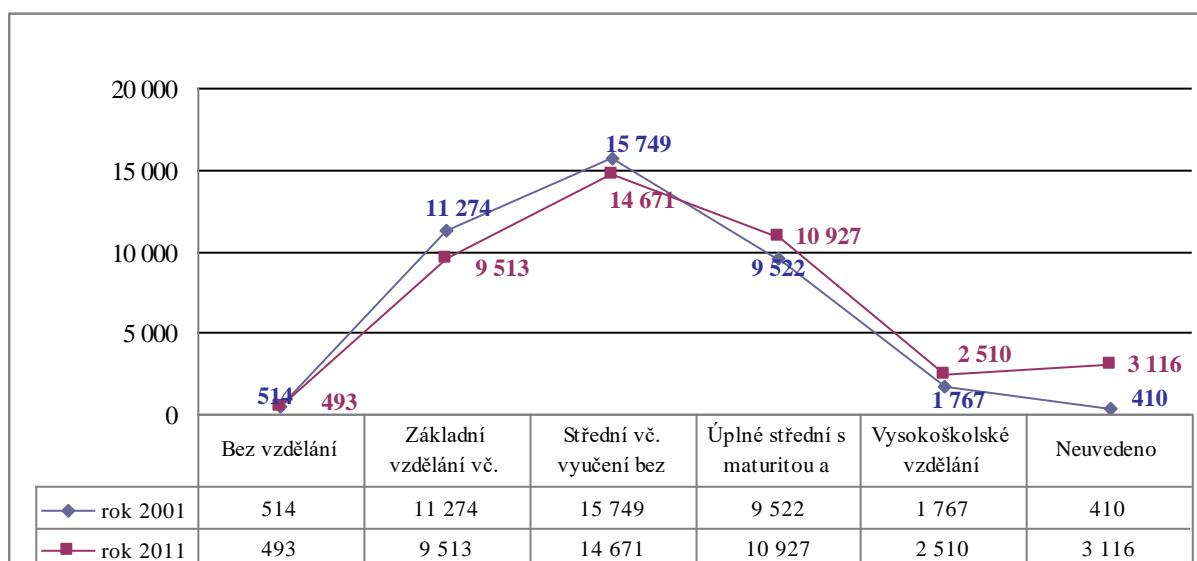 20 000
15 000
10 000
5 000
0
15 749
14 671
11 274
9 513
10 927
9 522
2 510
1 767
3 116
410
514
493
Bez vzdělání
Základní
vzdělání vč.
Střední vč.
vyučení bez
Úplné střední s
maturitou a
Vysokoškolské
vzdělání
Neuvedeno
rok 2001 514 11 274 15 749 9 522 1 767 410
rok 2011 493 9 513 14 671 10 927 2 510 3 116